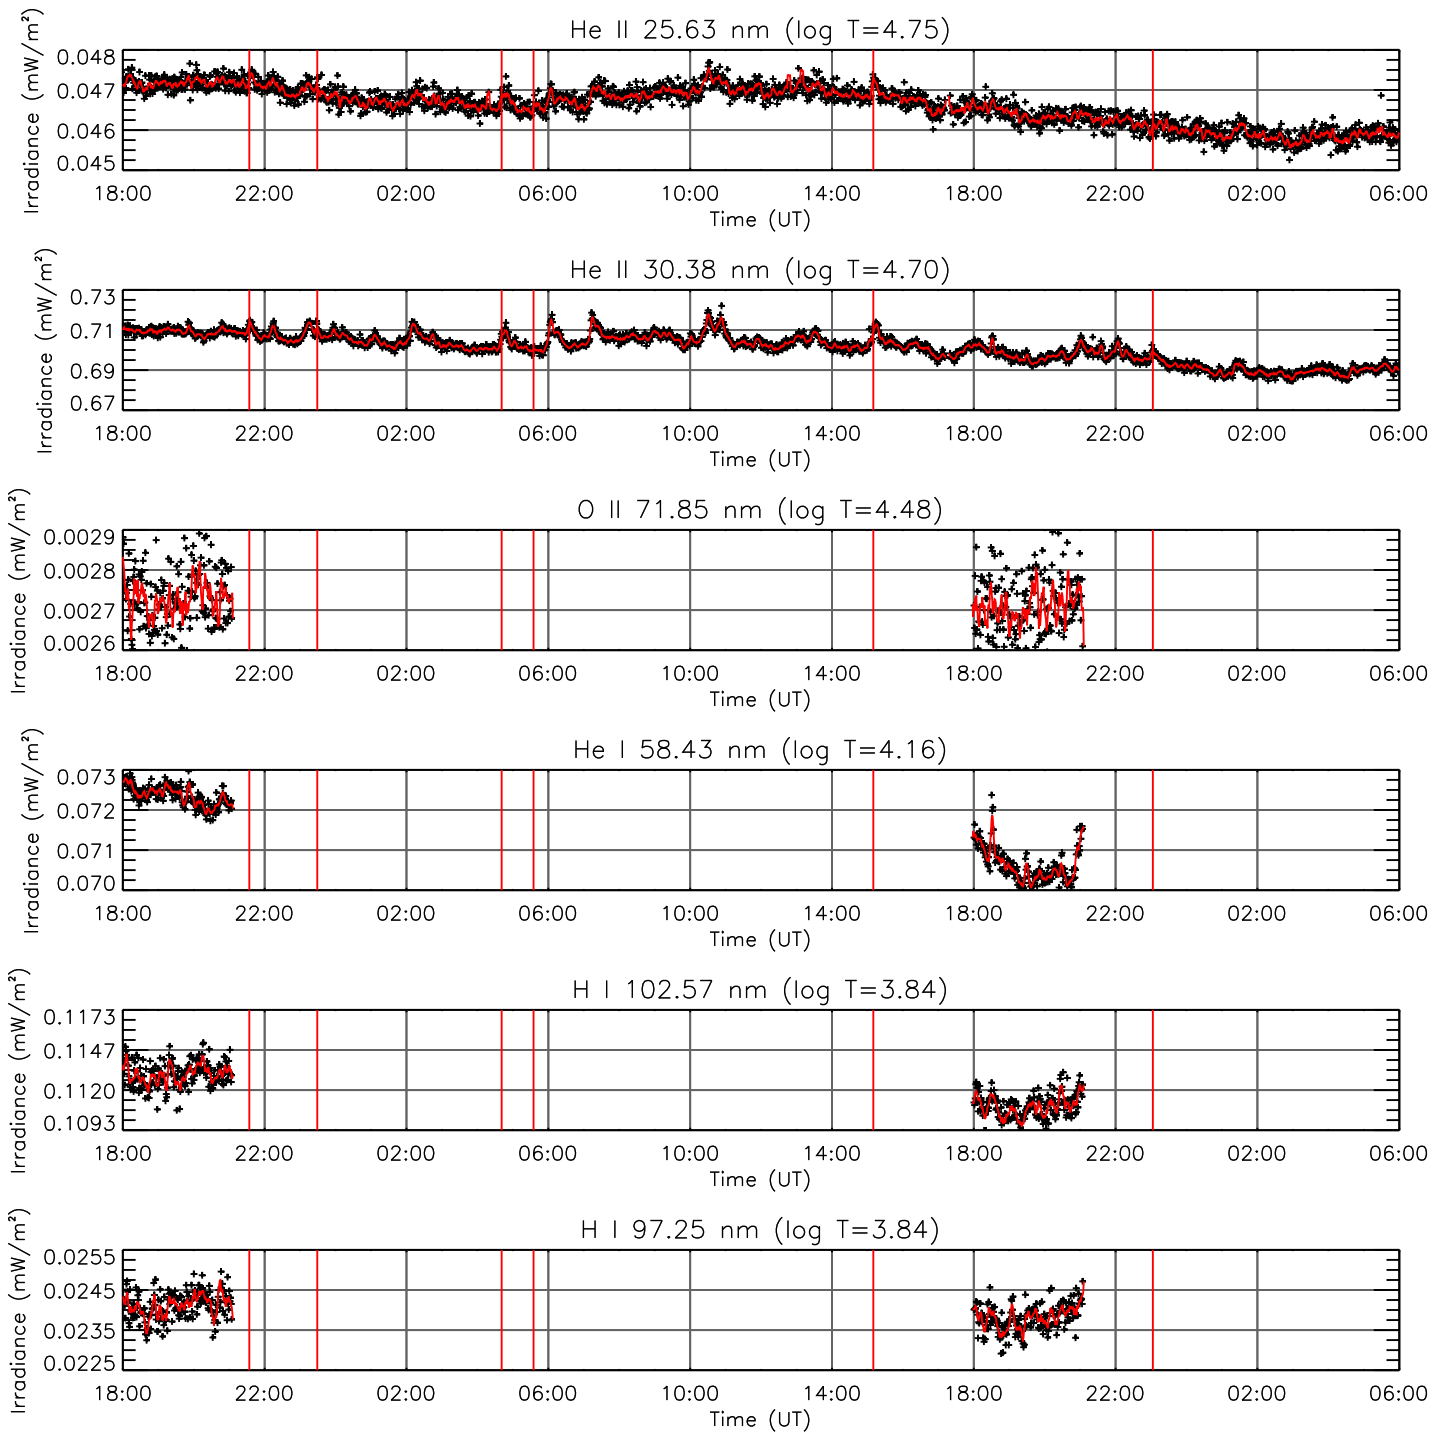 He II 25.63 nm (log T=4.75)
Irradiance (mW/m²)
0.048
0.047
0.046
0.045
18:00 22:00 02:00 06:00 10:00 14:00 18:00 22:00 02:00 06:00
Time (UT)
He II 30.38 nm (log T=4.70)
Irradiance (mW/m²)
0.73
0.71
0.69
0.67
18:00 22:00 02:00 06:00 10:00 14:00 18:00 22:00 02:00 06:00
Time (UT)
O II 71.85 nm (log T=4.48)
Irradiance (mW/m²)
0.0029
0.0028
0.0027
0.0026
18:00 22:00 02:00 06:00 10:00 14:00 18:00 22:00 02:00 06:00
Time (UT)
He I 58.43 nm (log T=4.16)
Irradiance (mW/m²)
0.073
0.072
0.071
0.070
18:00 22:00 02:00 06:00 10:00 14:00 18:00 22:00 02:00 06:00
Time (UT)
H I 102.57 nm (log T=3.84)
Irradiance (mW/m²)
0.1173
0.1147
0.1120
0.1093
18:00 22:00 02:00 06:00 10:00 14:00 18:00 22:00 02:00 06:00
Time (UT)
H I 97.25 nm (log T=3.84)
Irradiance (mW/m²)
0.0255
0.0245
0.0235
0.0225
18:00 22:00 02:00 06:00 10:00 14:00 18:00 22:00 02:00 06:00
Time (UT)